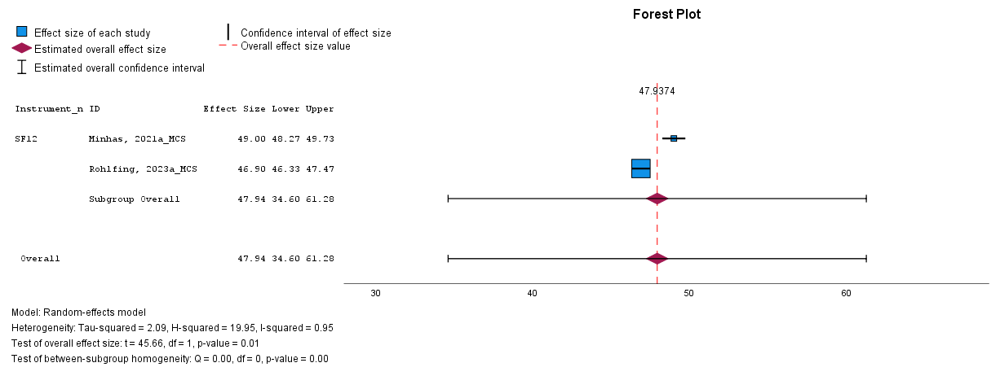 Forest Plot
Effect size of each study
Confidence interval of effect size
Estimated overall effect size
Overall effect size value
Estimated overall confidence interval
47.9374
Instrument_n ID Effect Size Lower Upper
SF12 Minhas, 2021a_MCS 49.00 48.27 49.73
Rohlfing, 2023a_MCS 46.90 46.33 47.47
Subgroup Overall 47.94 34.60 61.28
Overall 47.94 34.60 61.28
30 40 50 60
Model: Random-effects model
Heterogeneity: Tau-squared = 2.09, H-squared = 19.95, I-squared = 0.95
Test of overall effect size: t = 45.66, df = 1, p-value = 0.01
Test of between-subgroup homogeneity: Q = 0.00, df = 0, p-value = 0.00